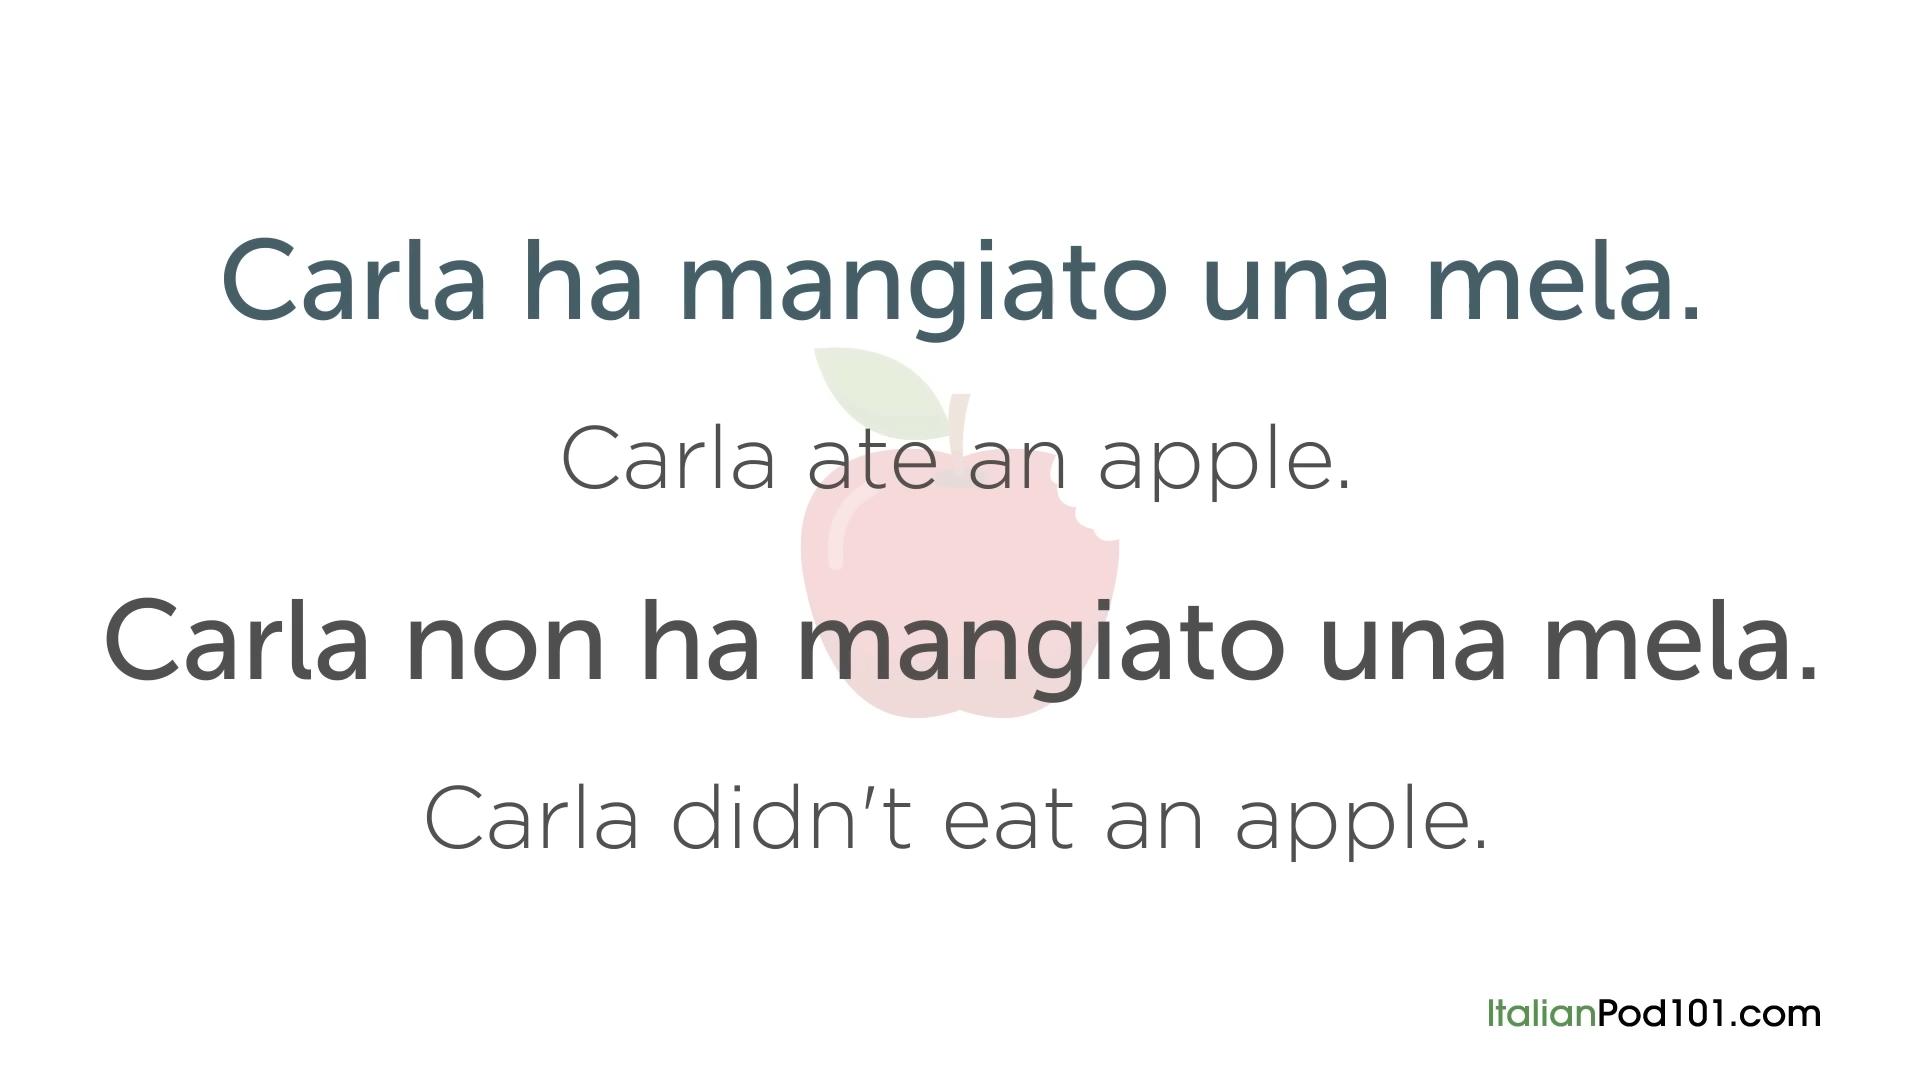 Carla ha mangiato una mela.
Carla ate an apple.
Carla non ha mangiato una mela.
Carla didn't eat an apple.
ItalianPod101.com